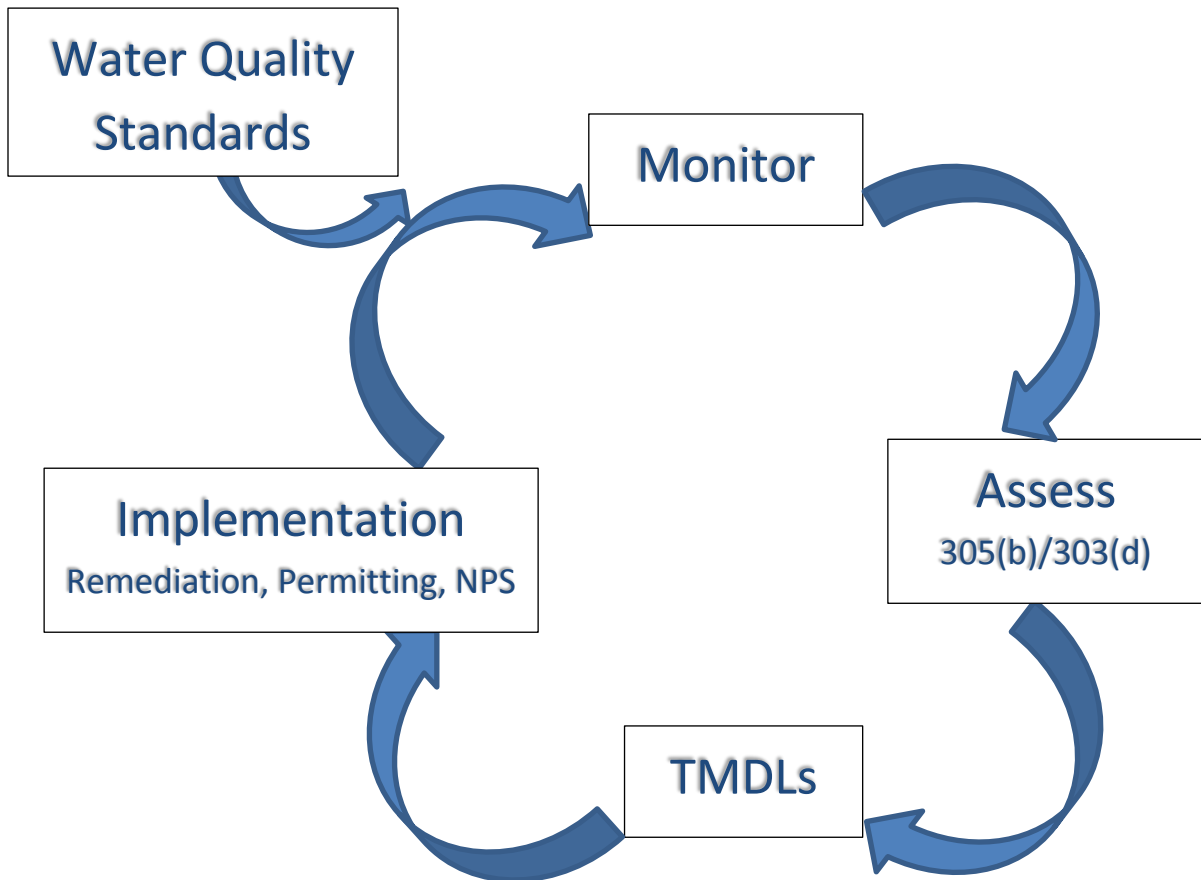 Water Quality
Standards
Monitor
Assess
305(b)/303(d)
TMDLs
Implementation
Remediation, Permitting, NPS